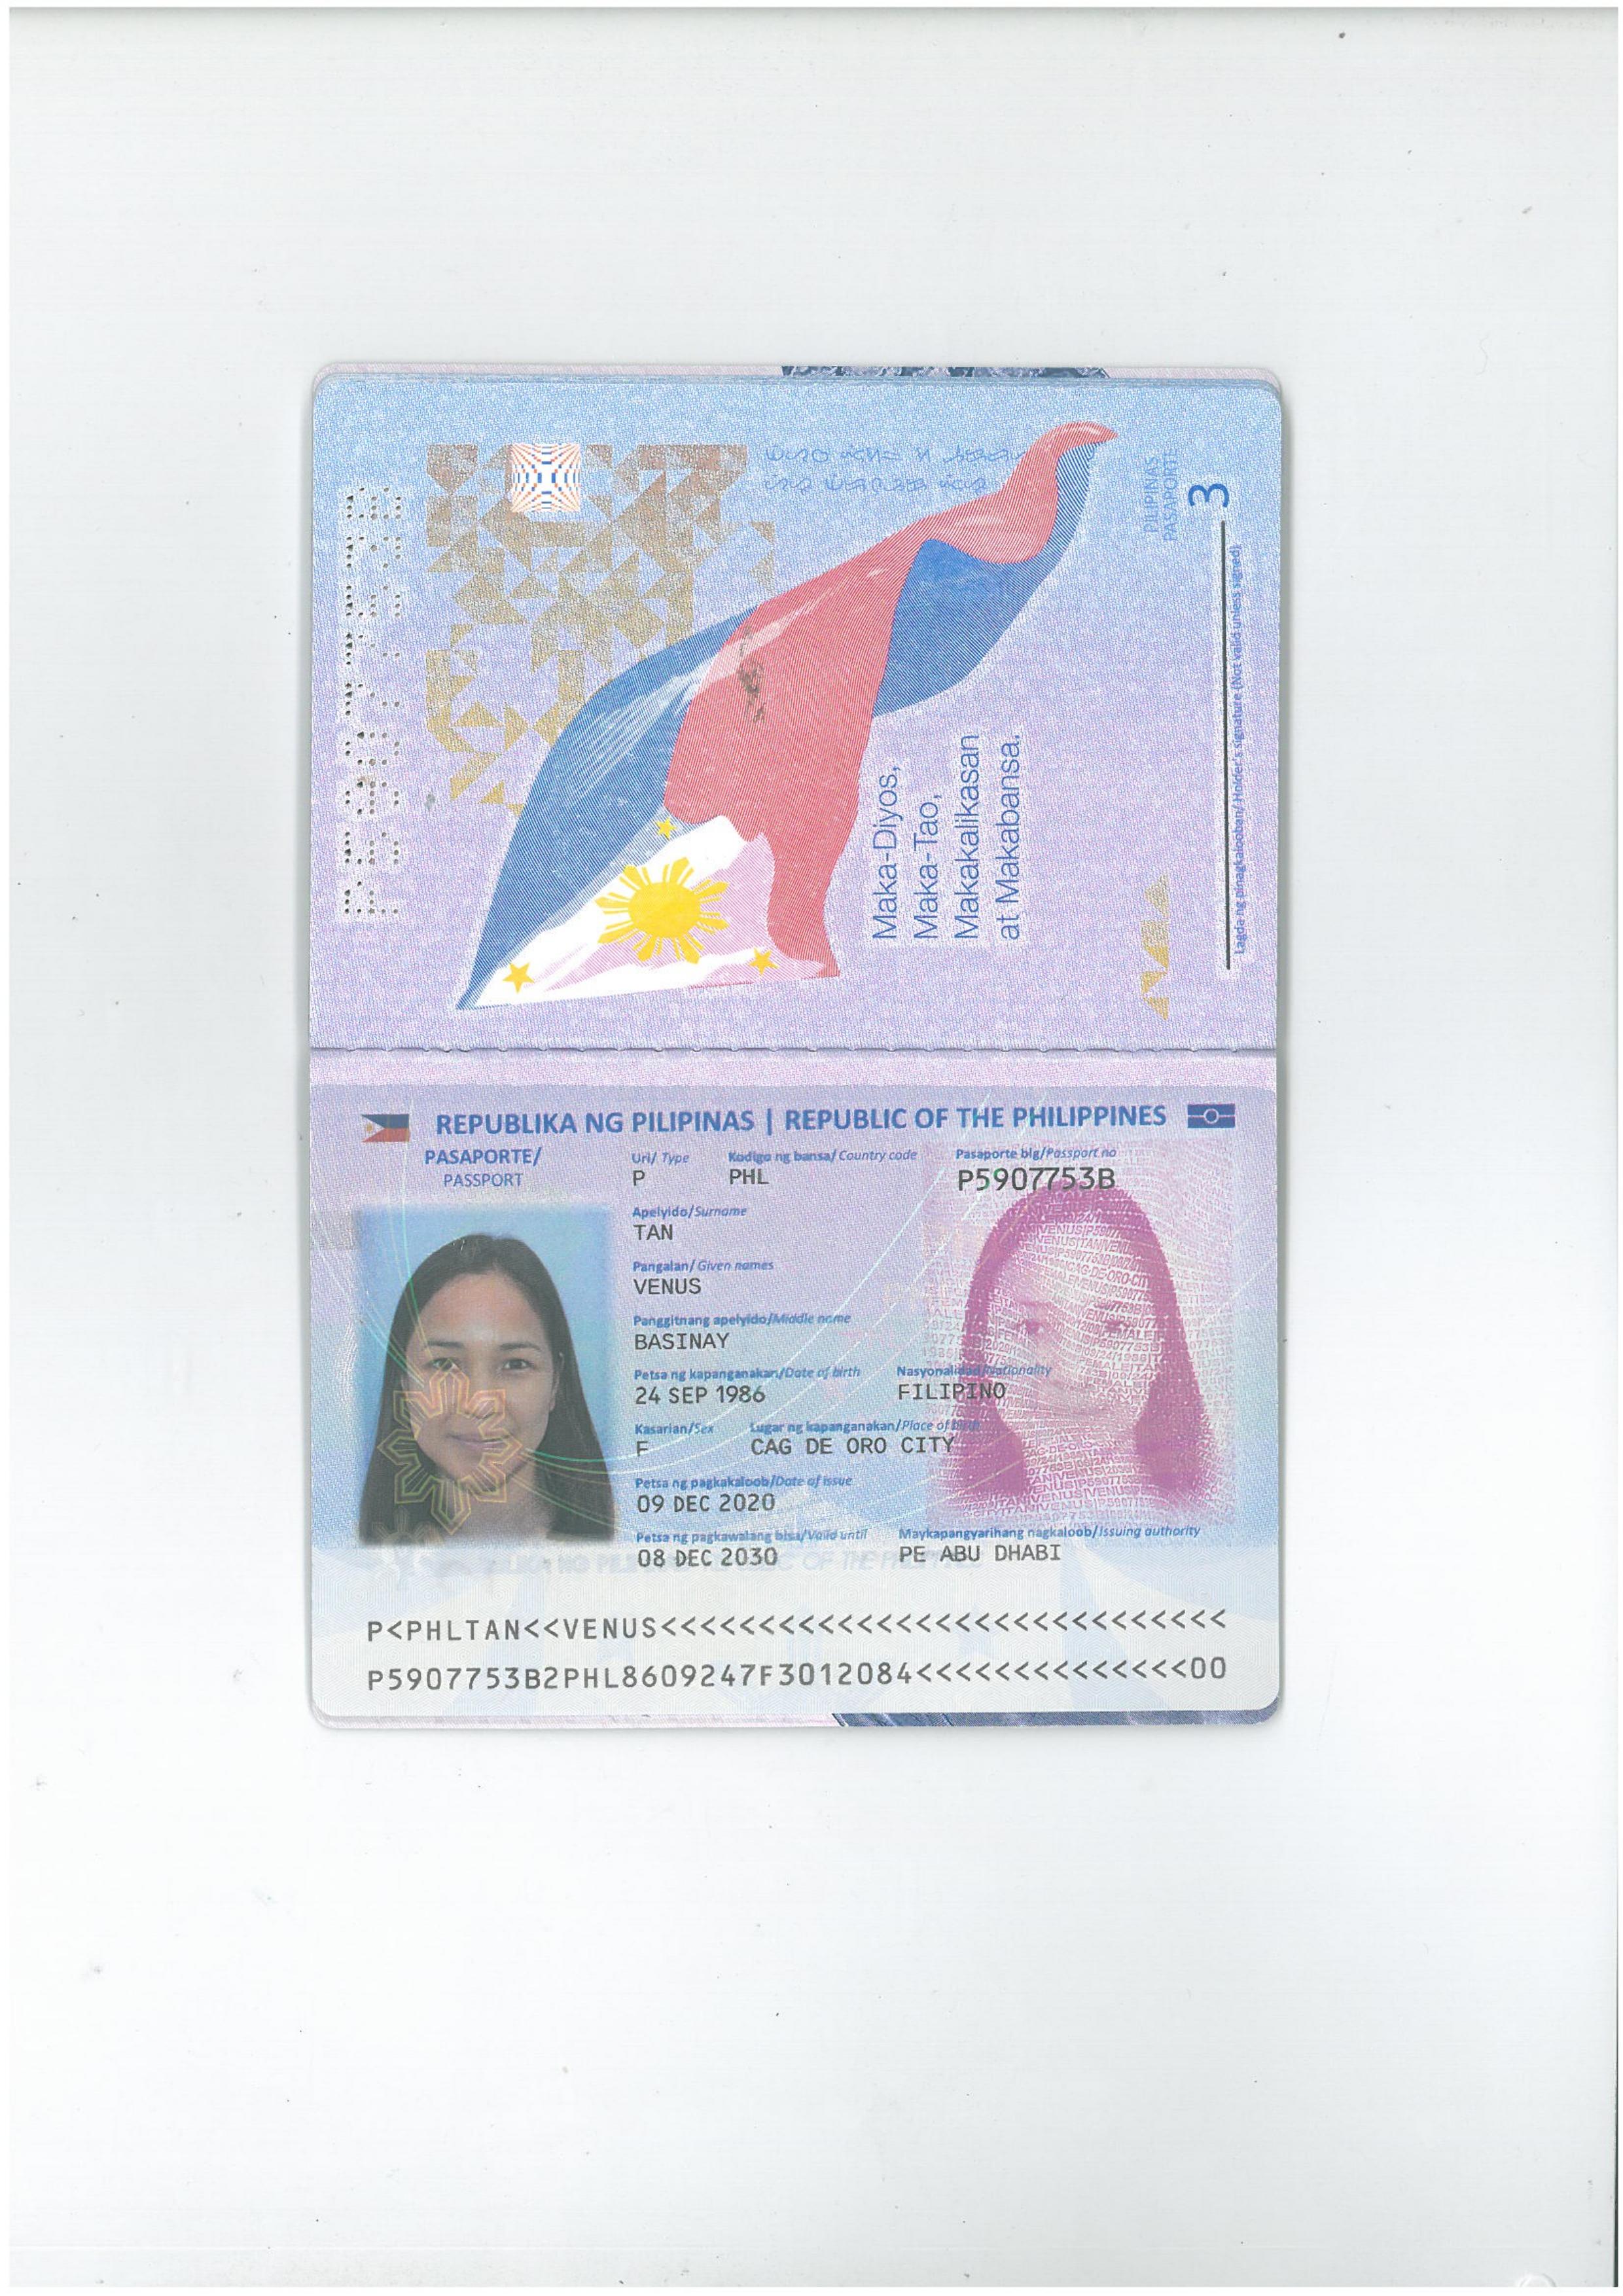 P5907753B
Maka-Diyos,
Maka-Tao,
Makakalikasan
at Makabansa.
PILIPINAS
PASAPORTE
3
Lagda ng pinagkalooban/Holder's signature (Not valid unless signed)
REPUBLIKA NG PILIPINAS | REPUBLIC OF THE PHILIPPINES
PASAPORTE/
PASSPORT
Uri/ Type
Kodigo ng bansa/ Country code
Pasaporte blg/Passport no
P
PHL
P5907753B
Apelyido/Surname
TAN
Pangalan/ Given names
VENUS
Panggitnang apelyido/Middle name
BASINAY
Petsa ng kapanganakan/Date of birth
Nasyonalidad/Nationality
24 SEP 1986
FILIPINO
Kasarian/Sex
Lugar ng kapanganakan/Place of birth
F
CAG DE ORO CITY
Petsa ng pagkakaloob/Date of issue
09 DEC 2020
Petsa ng pagkawalang bisa/Valid until
Maykapangyarihang nagkaloob/Issuing authority
08 DEC 2030
PE ABU DHABI
P<PHLTAN<<VENUS<<<<<<<<<<<<<<<<<<<<<<<<<<<<<
P5907753B2PHL8609247F3012084<<<<<<<<<<<<<<00